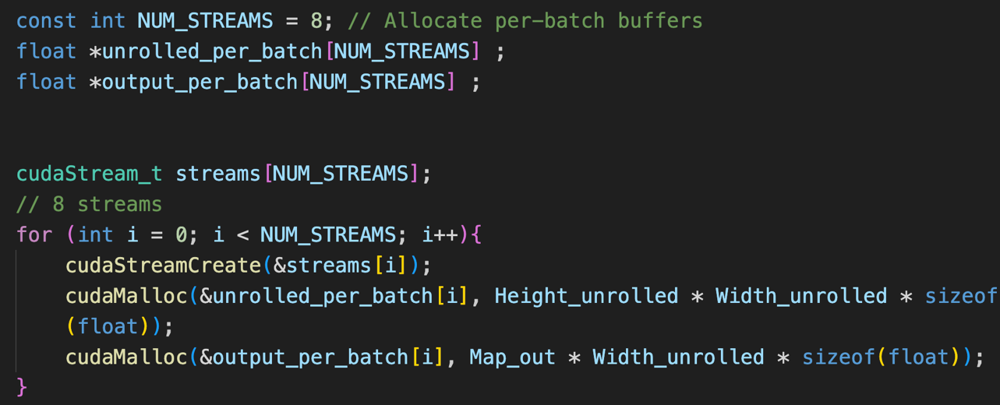 const int NUM_STREAMS = 8; // Allocate per-batch buffers
float *unrolled_per_batch[NUM_STREAMS] ;
float *output_per_batch[NUM_STREAMS] ;
cudaStream_t streams[NUM_STREAMS];
// 8 streams
for (int i = 0; i < NUM_STREAMS; i++){
    cudaStreamCreate(&streams[i]);
    cudaMalloc(&unrolled_per_batch[i], Height_unrolled * Width_unrolled * sizeof
    (float));
    cudaMalloc(&output_per_batch[i], Map_out * Width_unrolled * sizeof(float));
}